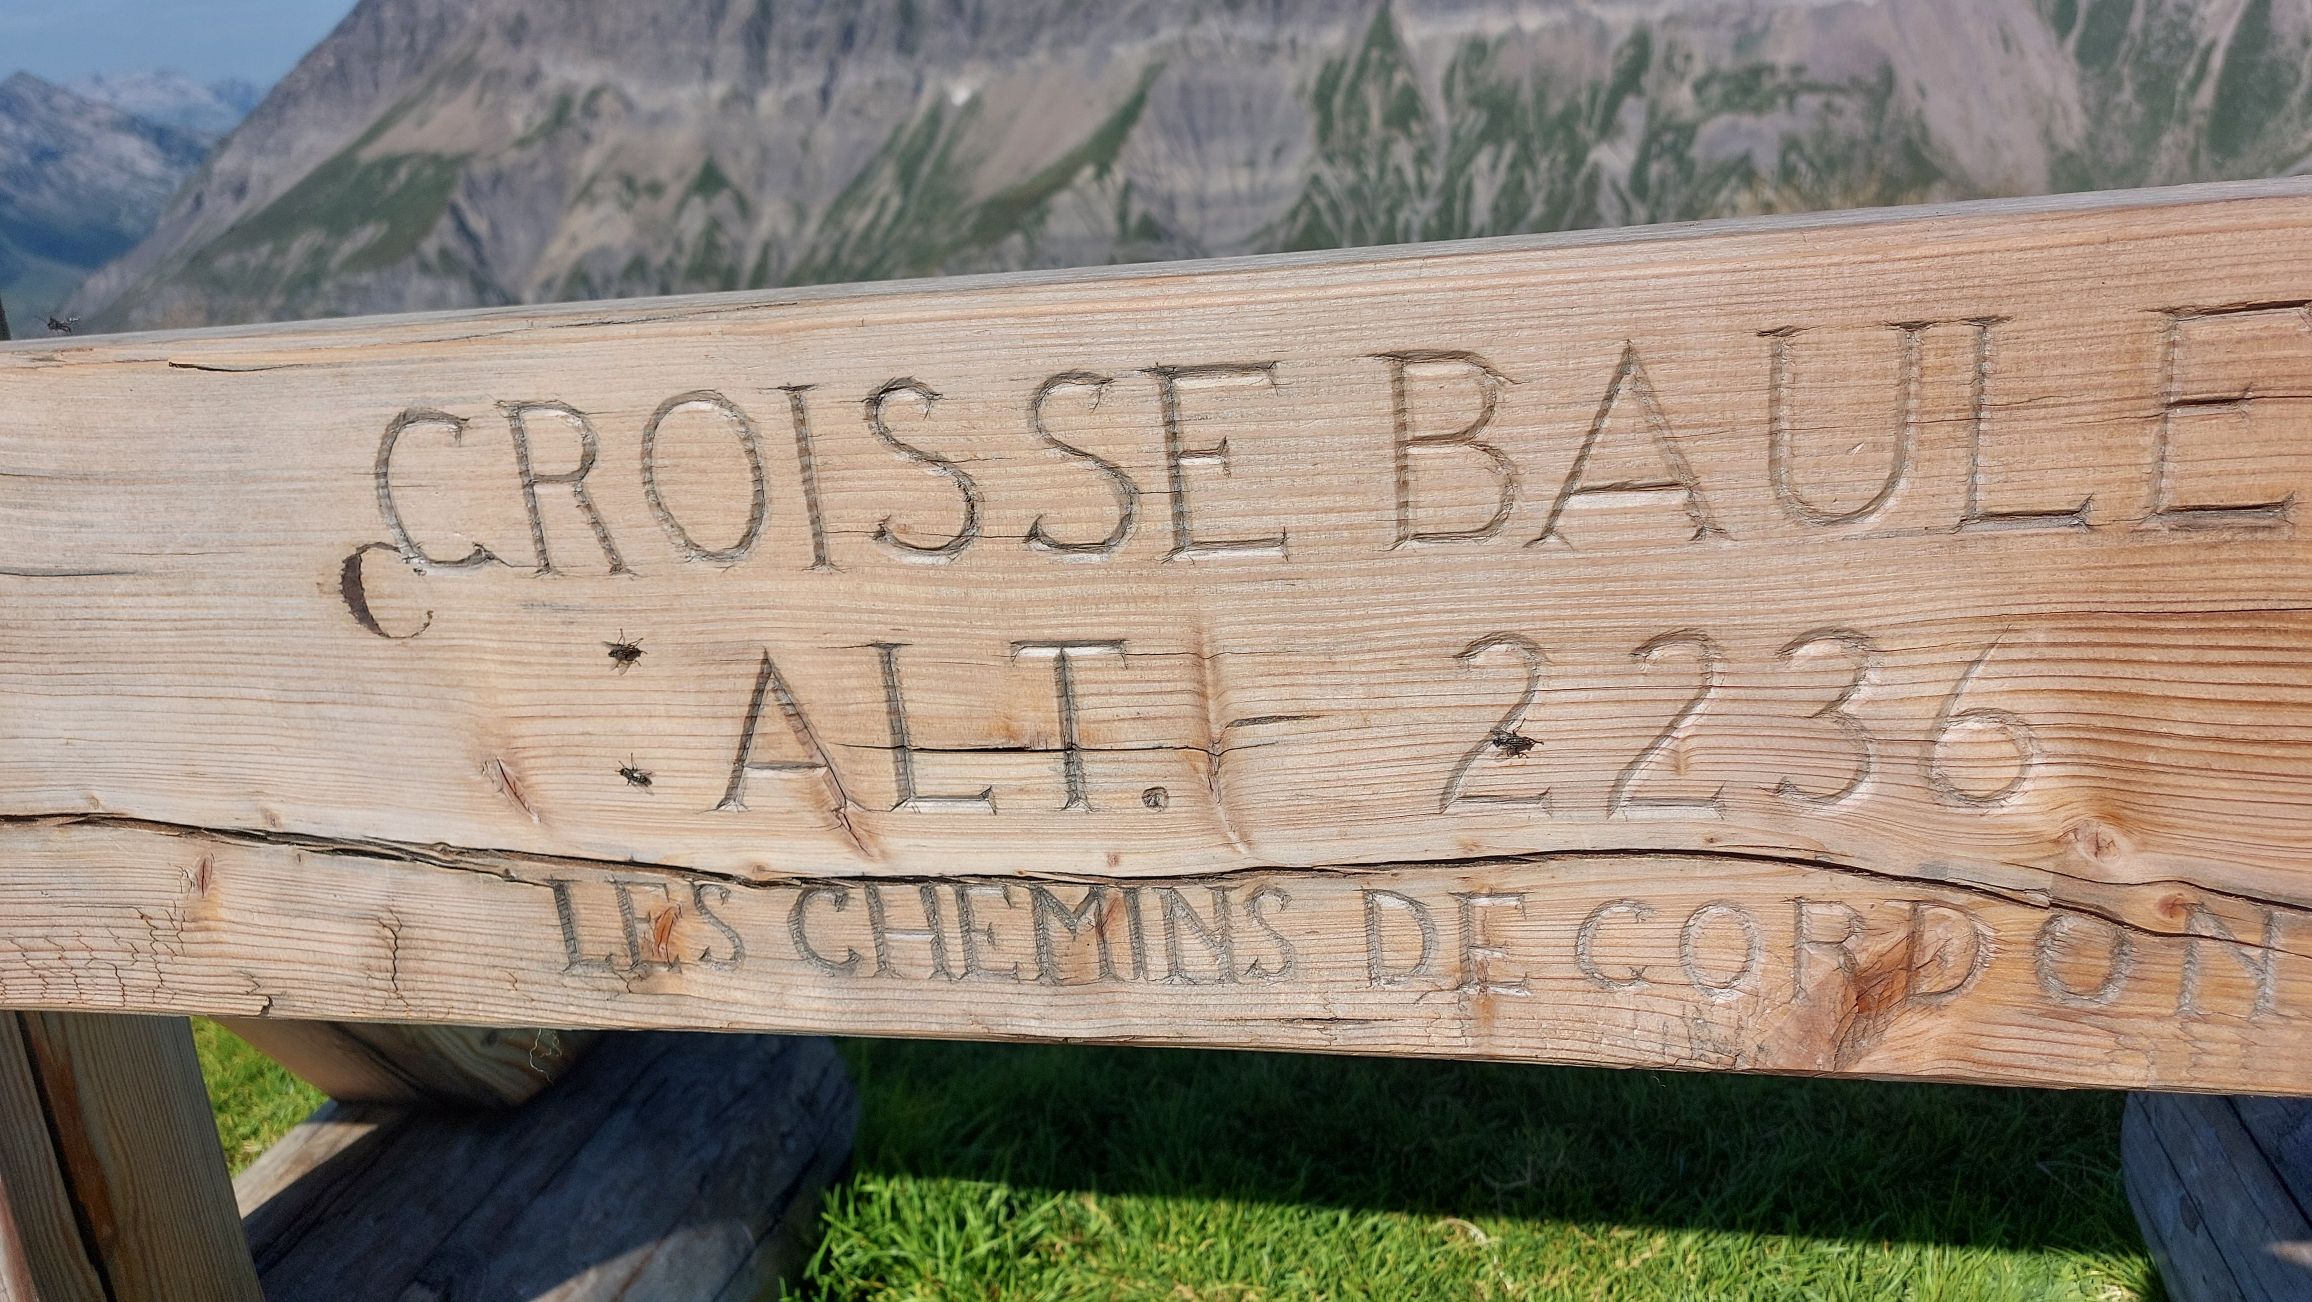 CROISSE BAULE
ALT. 2236
LES CHEMINS DE CORDON